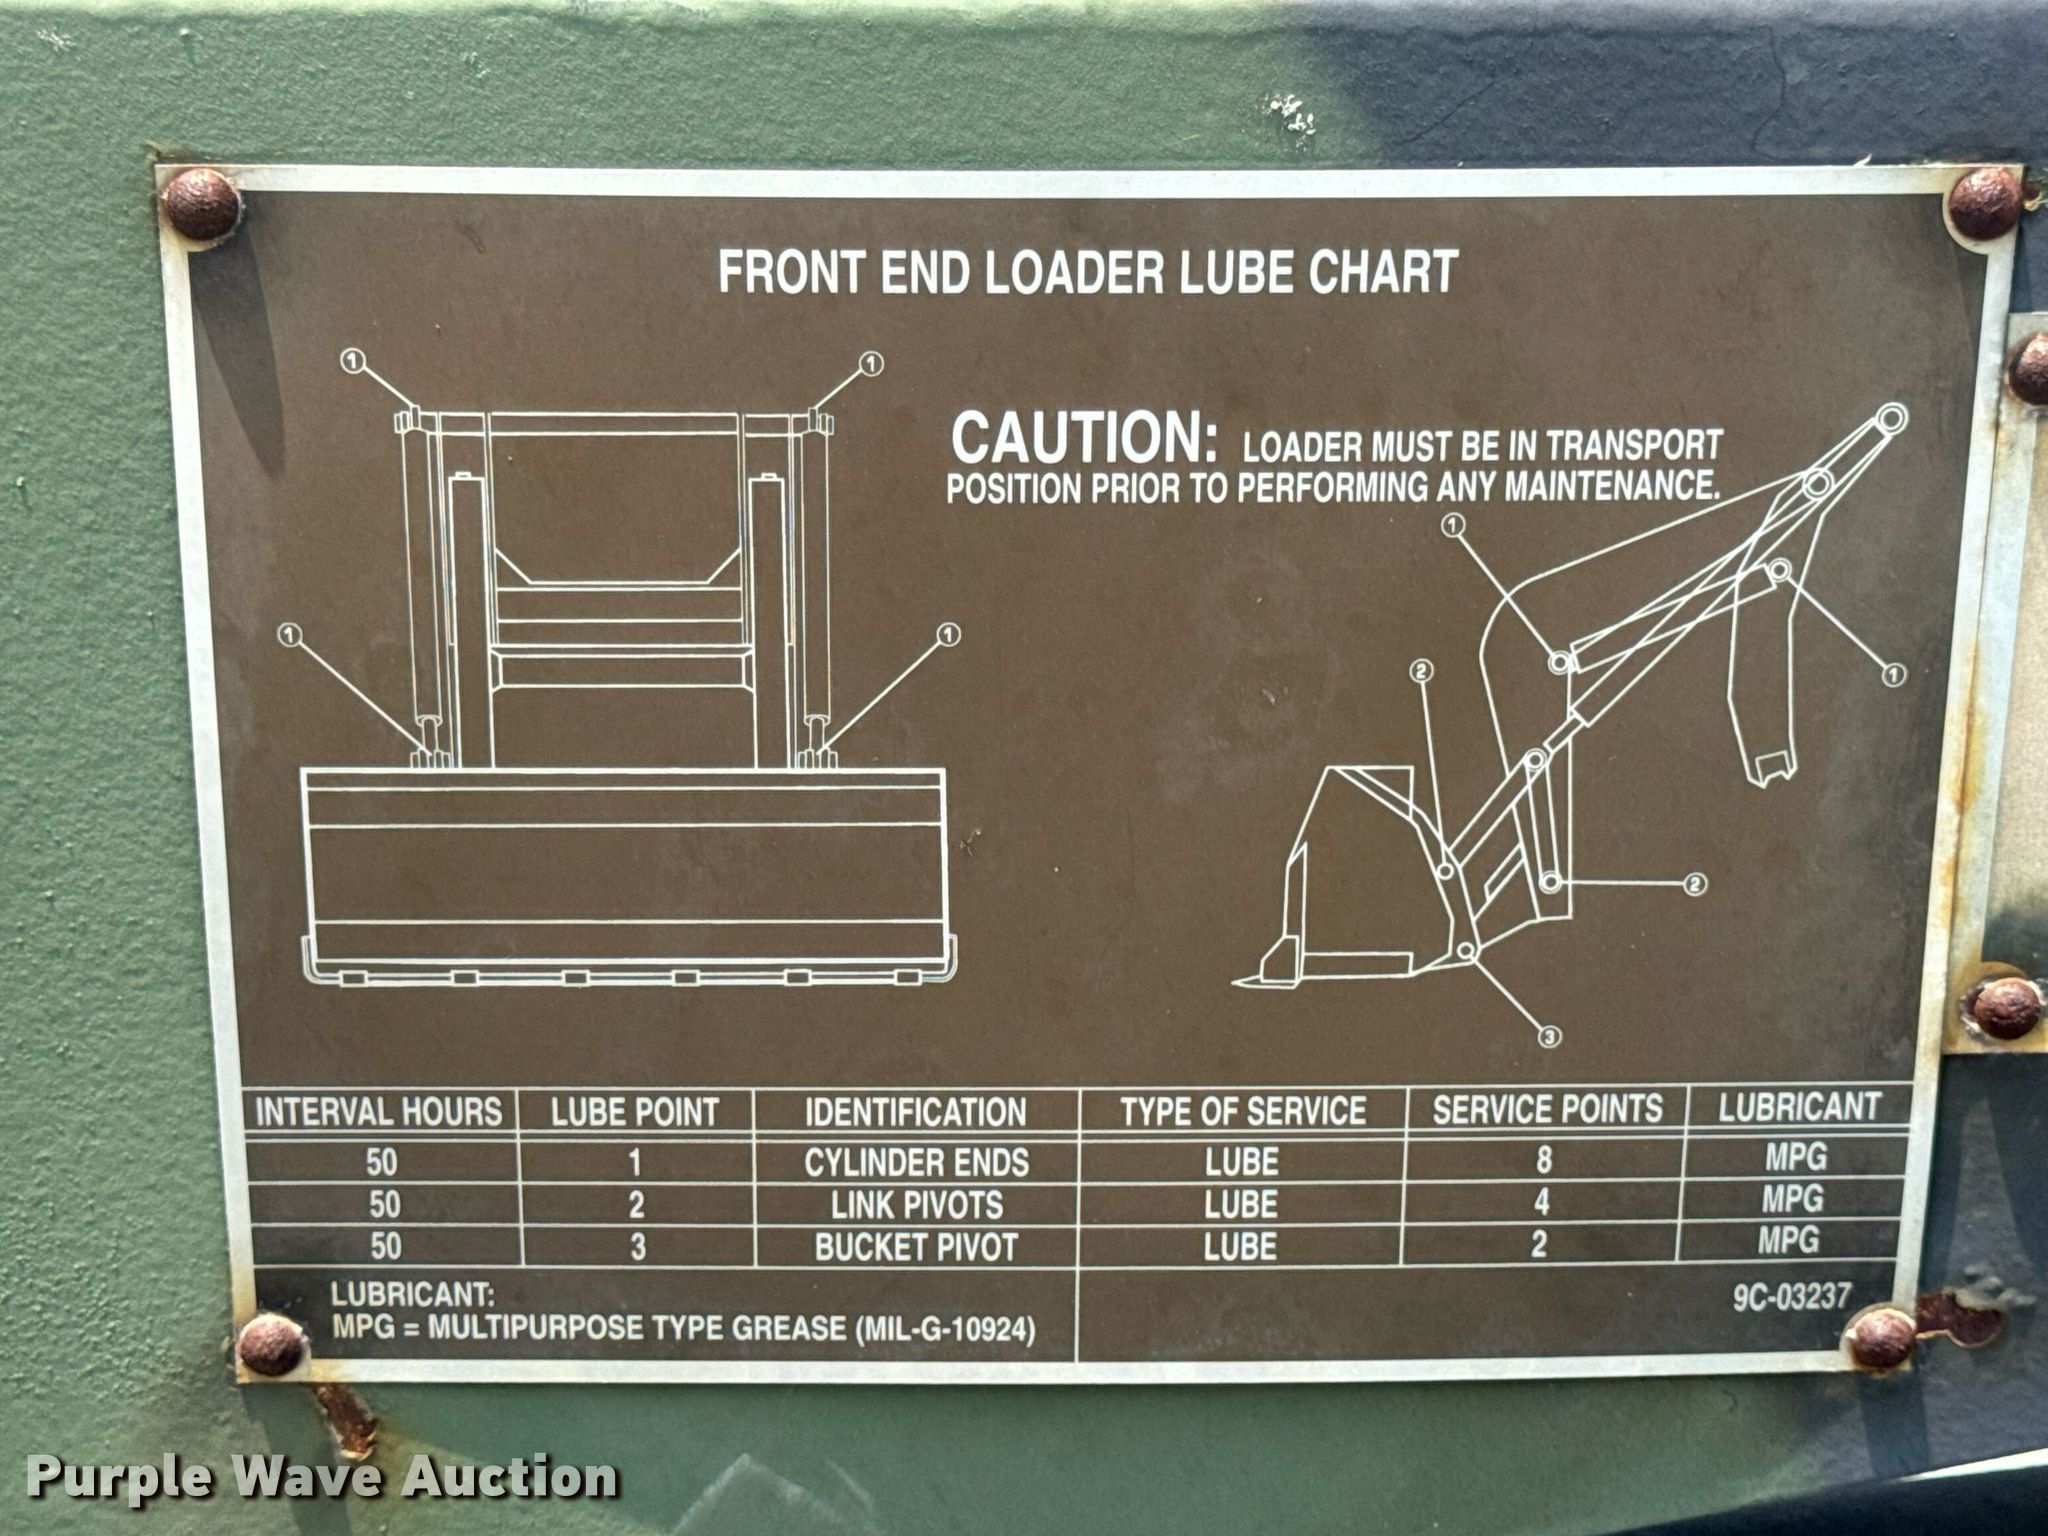 FRONT END LOADER LUBE CHART
1
1
CAUTION: LOADER MUST BE IN TRANSPORT
POSITION PRIOR TO PERFORMING ANY MAINTENANCE.
1
1
1
2
1
2
3
INTERVAL HOURS LUBE POINT IDENTIFICATION TYPE OF SERVICE SERVICE POINTS LUBRICANT
50 1 CYLINDER ENDS LUBE 8 MPG
50 2 LINK PIVOTS LUBE 4 MPG
50 3 BUCKET PIVOT LUBE 2 MPG
LUBRICANT:
MPG = MULTIPURPOSE TYPE GREASE (MIL-G-10924)
9C-03237
Purple Wave Auction